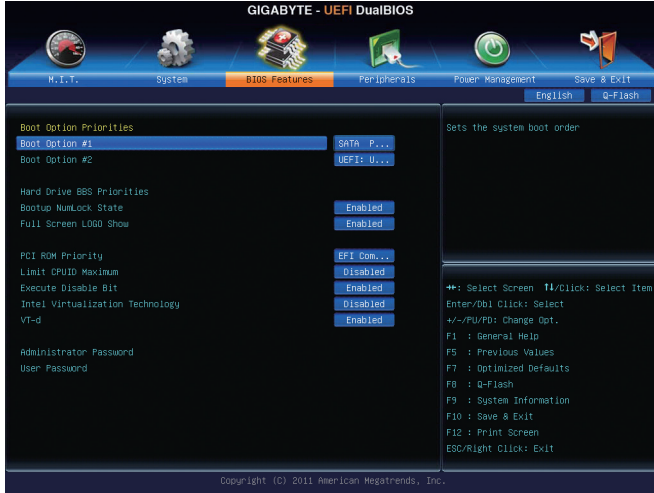 GIGABYTE - UEFI DualBIOS
M.I.T. System BIOS Features Peripherals Power Management Save & Exit
English Q-Flash
Boot Option Priorities
Boot Option #1 SATA P...
Boot Option #2 UEFI: U...
Hard Drive BBS Priorities
Bootup NumLock State Enabled
Full Screen LOGO Show Enabled
PCI ROM Priority EFI Com...
Limit CPUID Maximum Disabled
Execute Disable Bit Enabled
Intel Virtualization Technology Disabled
VT-d Enabled
Administrator Password
User Password
Sets the system boot order
→←: Select Screen ↑↓/Click: Select Item
Enter/Dbl Click: Select
+/-/PU/PD: Change Opt.
F1 : General Help
F5 : Previous Values
F7 : Optimized Defaults
F8 : Q-Flash
F9 : System Information
F10 : Save & Exit
F12 : Print Screen
ESC/Right Click: Exit
Copyright (C) 2011 American Megatrends, Inc.